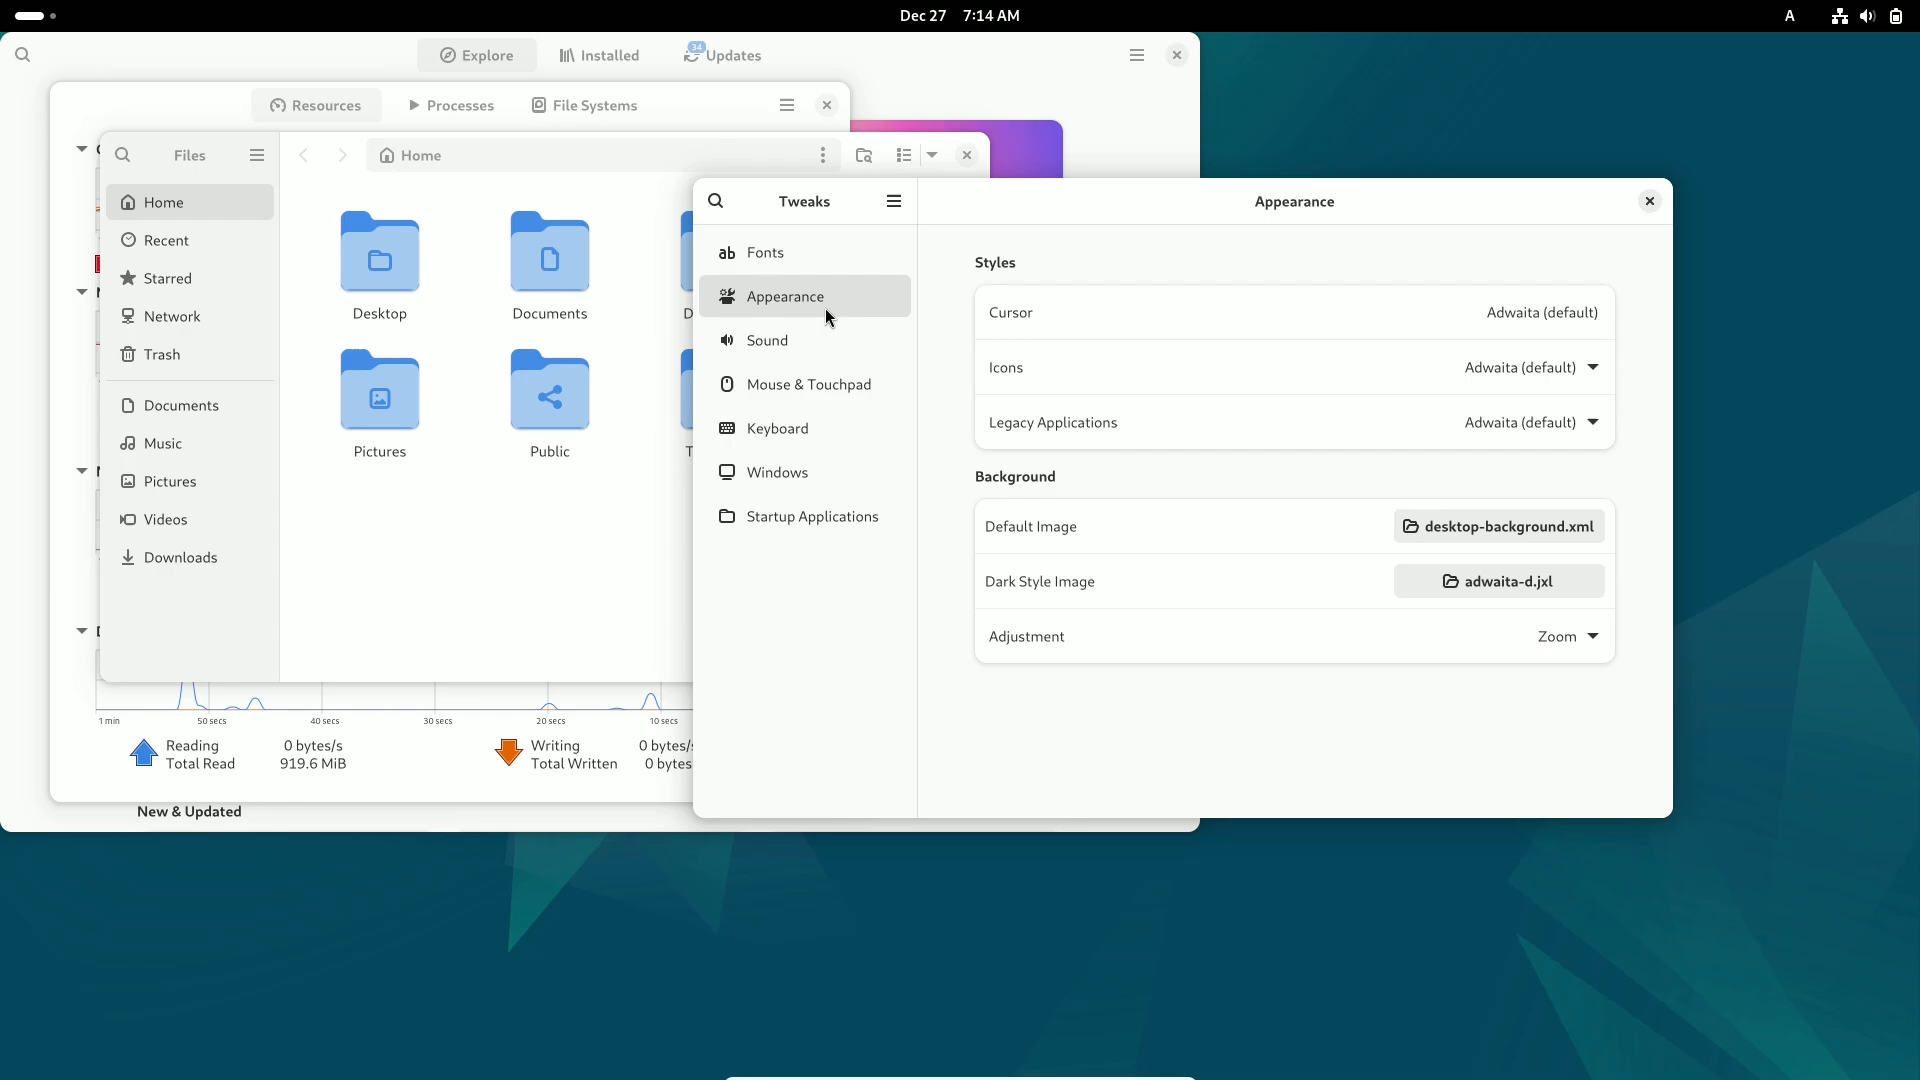 Dec 27 7:14 AM
A
Explore
Installed
34
Updates
Resources
Processes
File Systems
Files
Home
Home
Recent
Starred
Network
Trash
Documents
Music
Pictures
Videos
Downloads
Desktop
Documents
D
Pictures
Public
T
Tweaks
Appearance
ab Fonts
Appearance
Sound
Mouse & Touchpad
Keyboard
Windows
Startup Applications
Styles
Cursor Adwaita (default)
Icons Adwaita (default)
Legacy Applications Adwaita (default)
Background
Default Image desktop-background.xml
Dark Style Image adwaita-d.jxl
Adjustment Zoom
1 min 50 secs 40 secs 30 secs 20 secs 10 secs
Reading 0 bytes/s
Total Read 919.6 MiB
Writing 0 bytes/s
Total Written 0 bytes
New & Updated